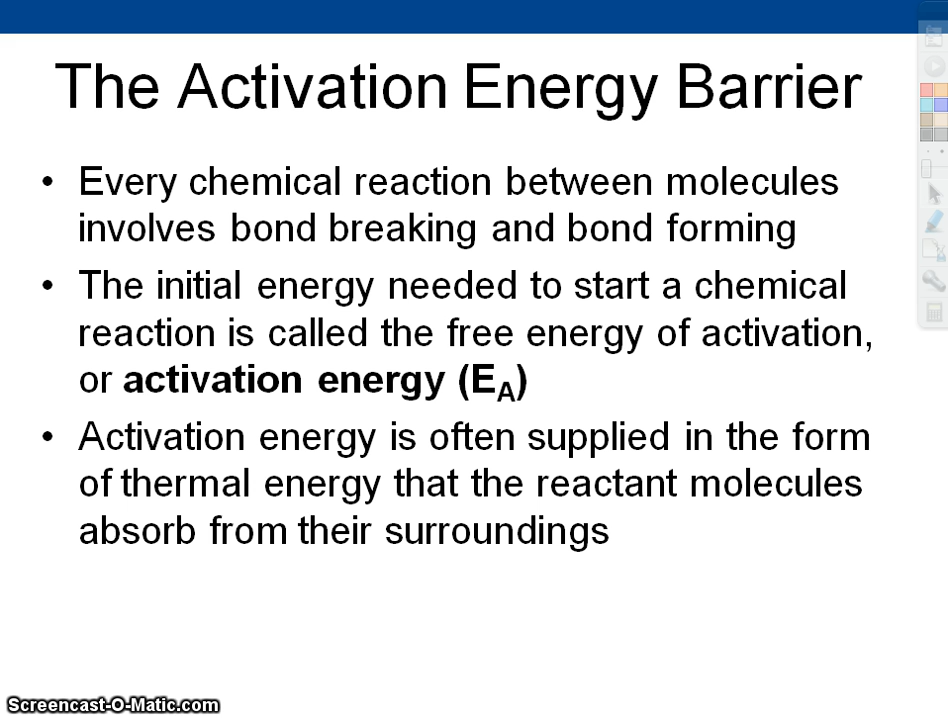 The Activation Energy Barrier
• Every chemical reaction between molecules
involves bond breaking and bond forming
• The initial energy needed to start a chemical
reaction is called the free energy of activation,
or activation energy (EA)
• Activation energy is often supplied in the form
of thermal energy that the reactant molecules
absorb from their surroundings
Screencast-O-Matic.com